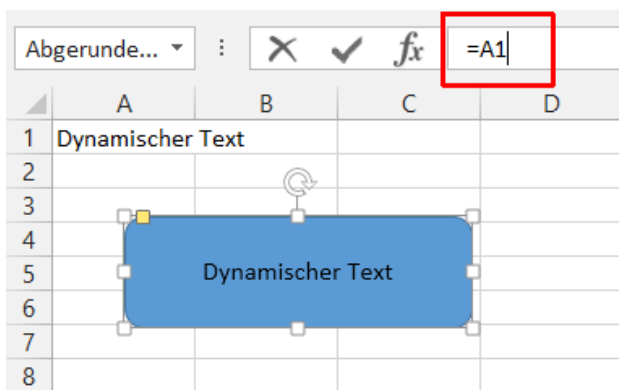 Abgerunde... fx =A1
A B C D
1 Dynamischer Text
2
3
4
5 Dynamischer Text
6
7
8